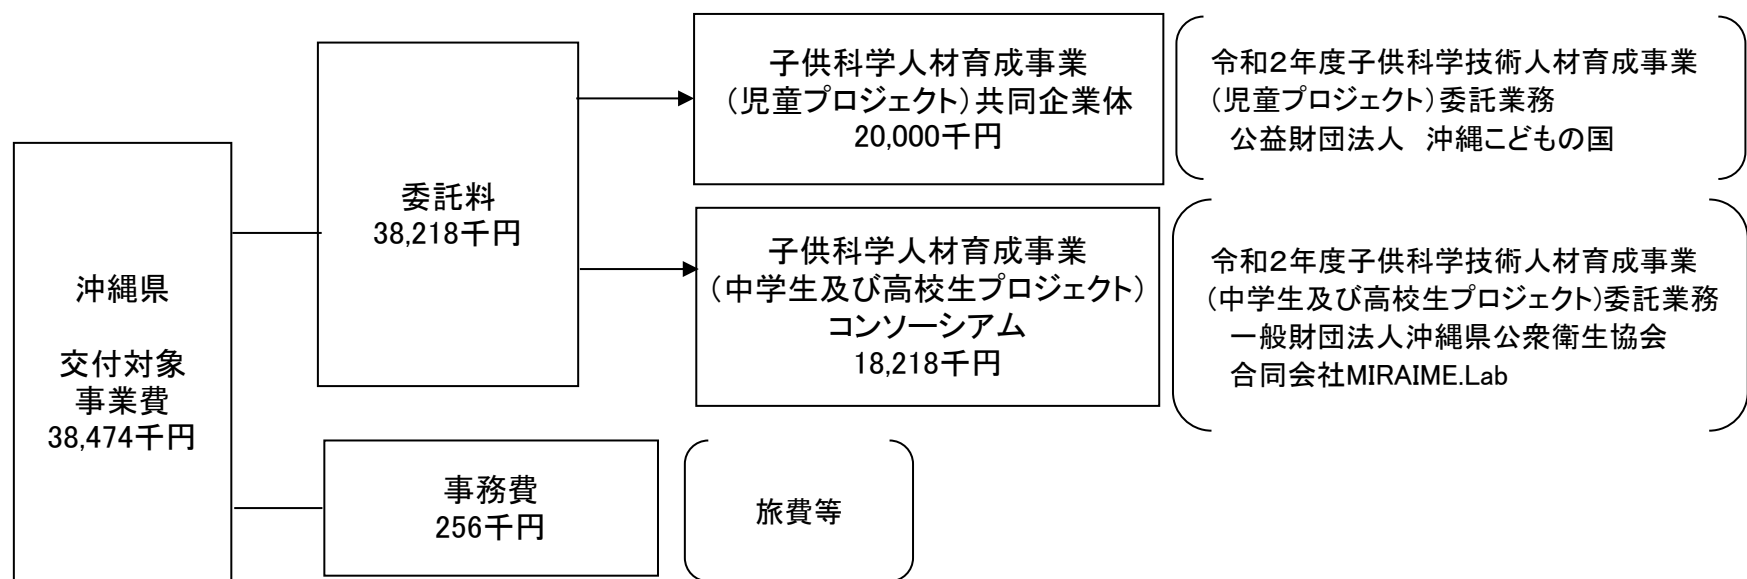 沖縄県
交付対象
事業費
38,474千円
委託料
38,218千円
子供科学人材育成事業
（児童プロジェクト）共同企業体
20,000千円
令和２年度子供科学技術人材育成事業
（児童プロジェクト）委託業務
公益財団法人　沖縄こどもの国
子供科学人材育成事業
（中学生及び高校生プロジェクト）
コンソーシアム
18,218千円
令和２年度子供科学技術人材育成事業
（中学生及び高校生プロジェクト）委託業務
一般財団法人沖縄県公衆衛生協会
合同会社MIRAIME.Lab
事務費
256千円
旅費等